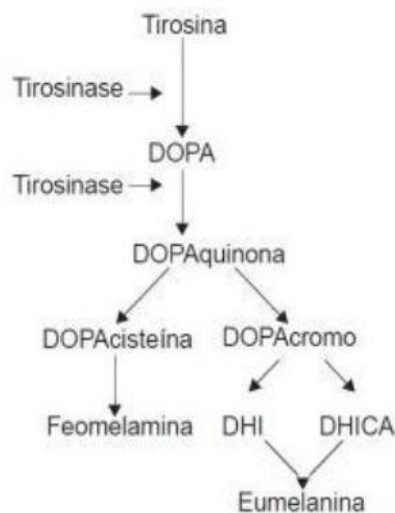 Tirosina
Tirosinase
DOPA
Tirosinase
DOPAquinona
DOPAcisteína DOPAcromo
Feomelamina DHI DHICA
Eumelanina